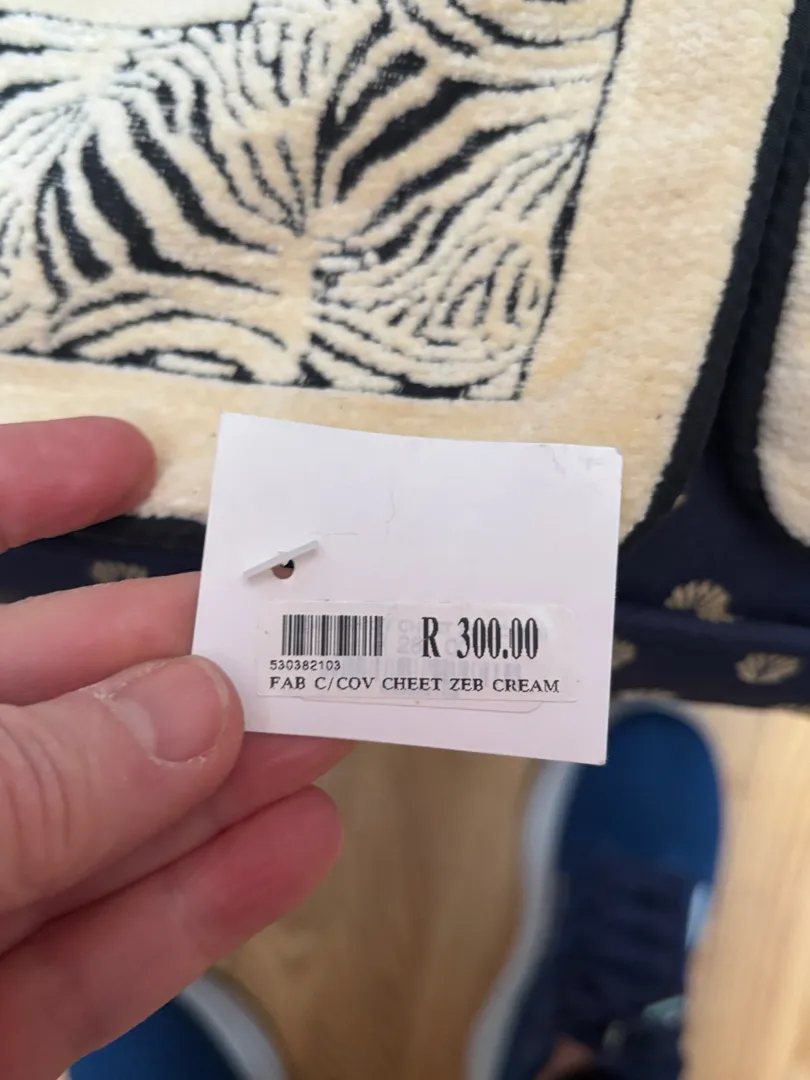 R 300.00
530382103
FAB C/COV CHEET ZEB CREAM